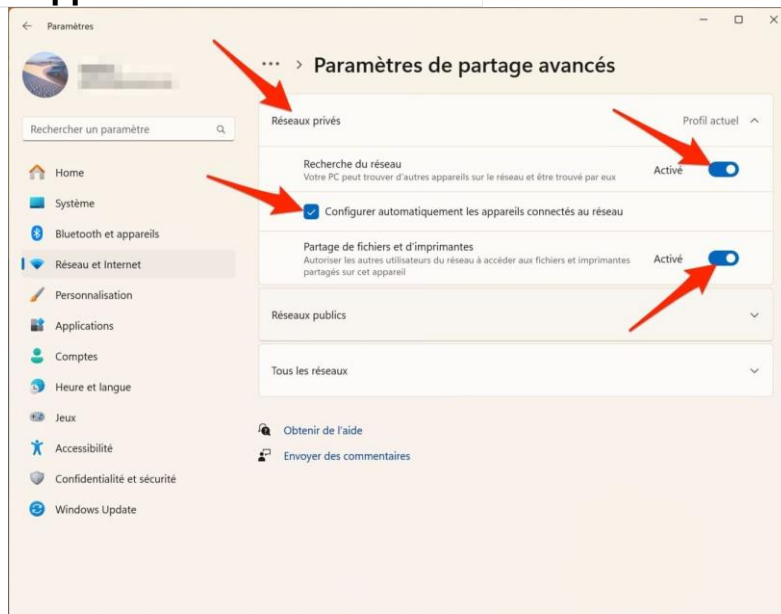 Paramètres
Paramètres de partage avancés
Rechercher un paramètre
Réseaux privés
Profil actuel
Home
Recherche du réseau
Votre PC peut trouver d'autres appareils sur le réseau et être trouvé par eux
Activé
Système
Configurer automatiquement les appareils connectés au réseau
Bluetooth et appareils
Partage de fichiers et d'imprimantes
Autoriser les autres utilisateurs du réseau à accéder aux fichiers et imprimantes
partagés sur cet appareil
Activé
Réseau et Internet
Personnalisation
Réseaux publics
Applications
Comptes
Tous les réseaux
Heure et langue
Jeux
Obtenir de l'aide
Accessibilité
Envoyer des commentaires
Confidentialité et sécurité
Windows Update